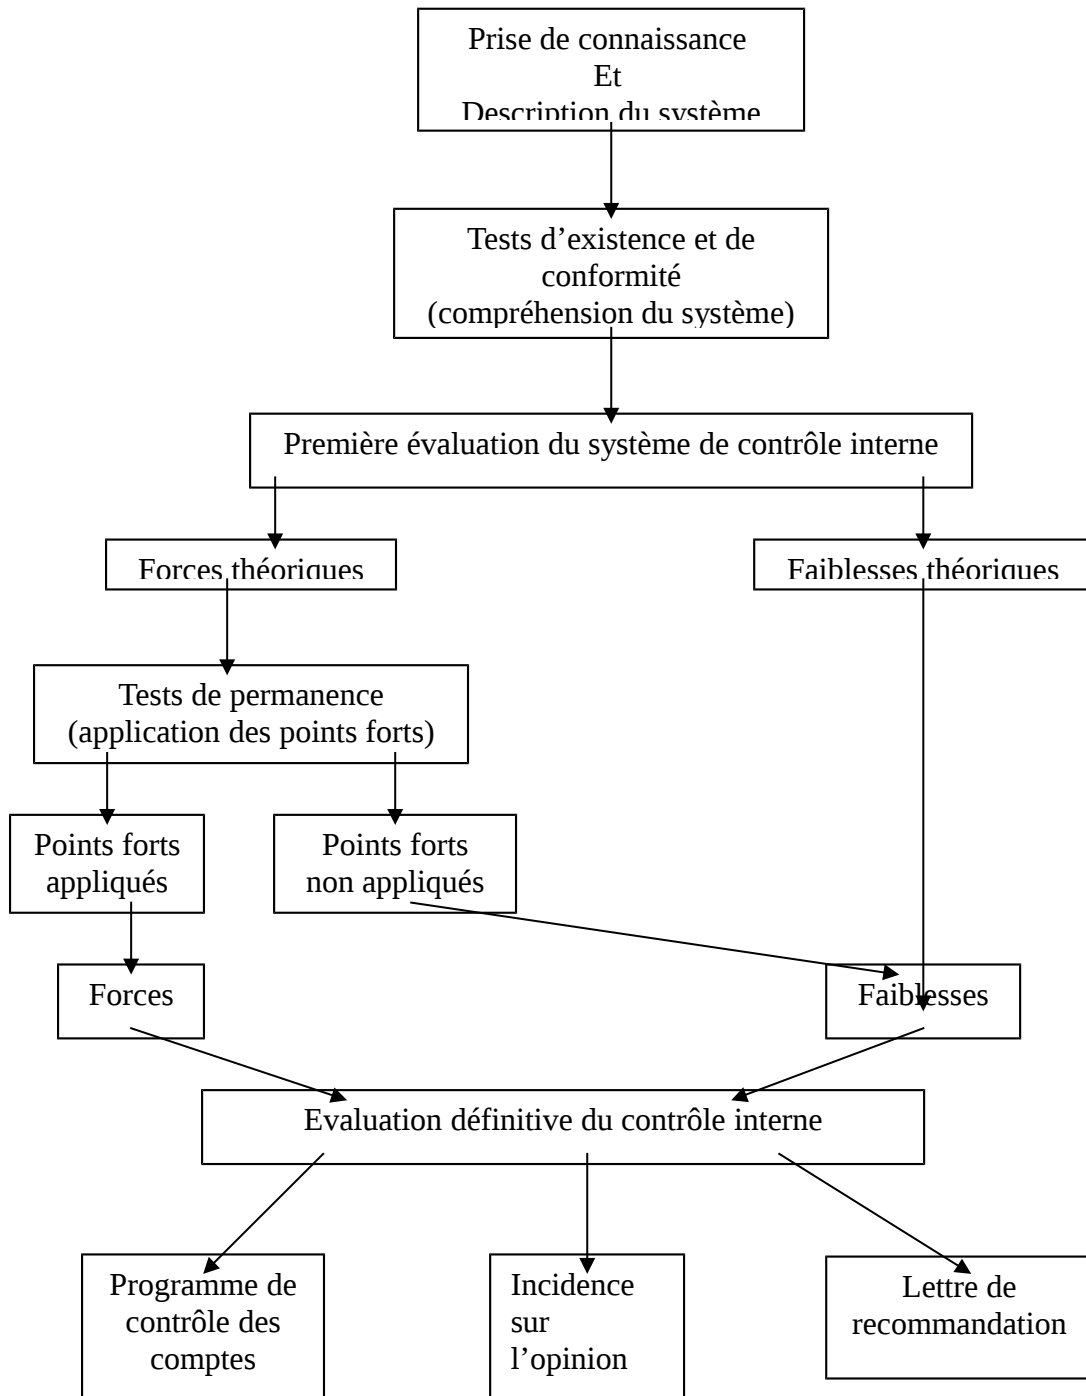 Prise de connaissance
Et
Description du système
Tests d’existence et de
conformité
(compréhension du système)
Première évaluation du système de contrôle interne
Forces théoriques
Faiblesses théoriques
Tests de permanence
(application des points forts)
Points forts
appliqués
Points forts
non appliqués
Forces
Faiblesses
Evaluation définitive du contrôle interne
Programme de
contrôle des
comptes
Incidence
sur
l’opinion
Lettre de
recommandation